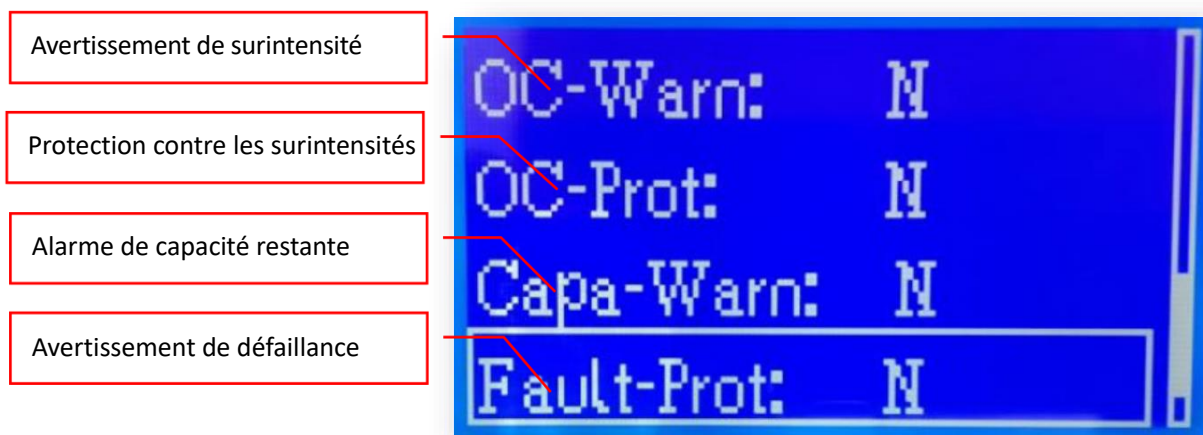 Avertissement de surintensité
OC-Warn: N
Protection contre les surintensités
OC-Prot: N
Alarme de capacité restante
Capa-Warn: N
Avertissement de défaillance
Fault-Prot: N